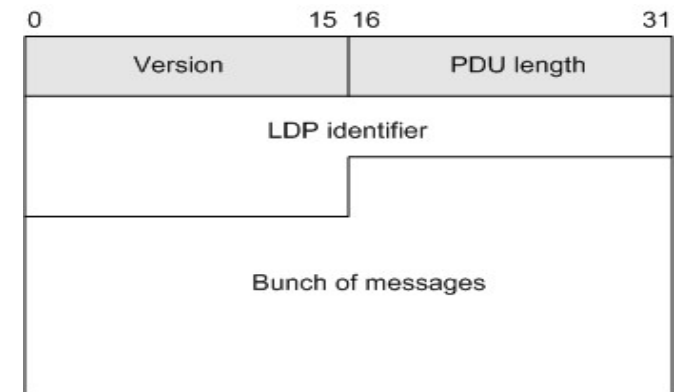 0 15 16 31
Version PDU length
LDP identifier
Bunch of messages